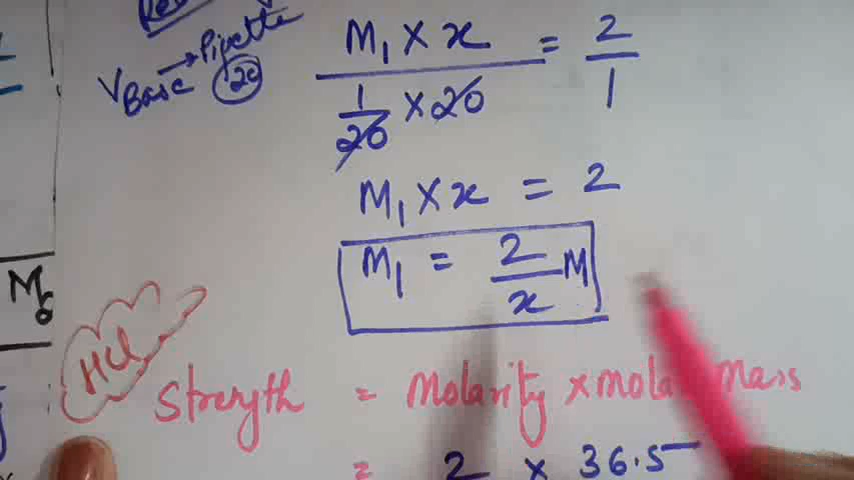 V Base → Pipette
20
M₁ × x / 1/20 × 20 = 2/1
M₁ × x = 2
M₁ = 2/x M
HCl
Strength = Molarity × molar mass
= 2 × 36.5